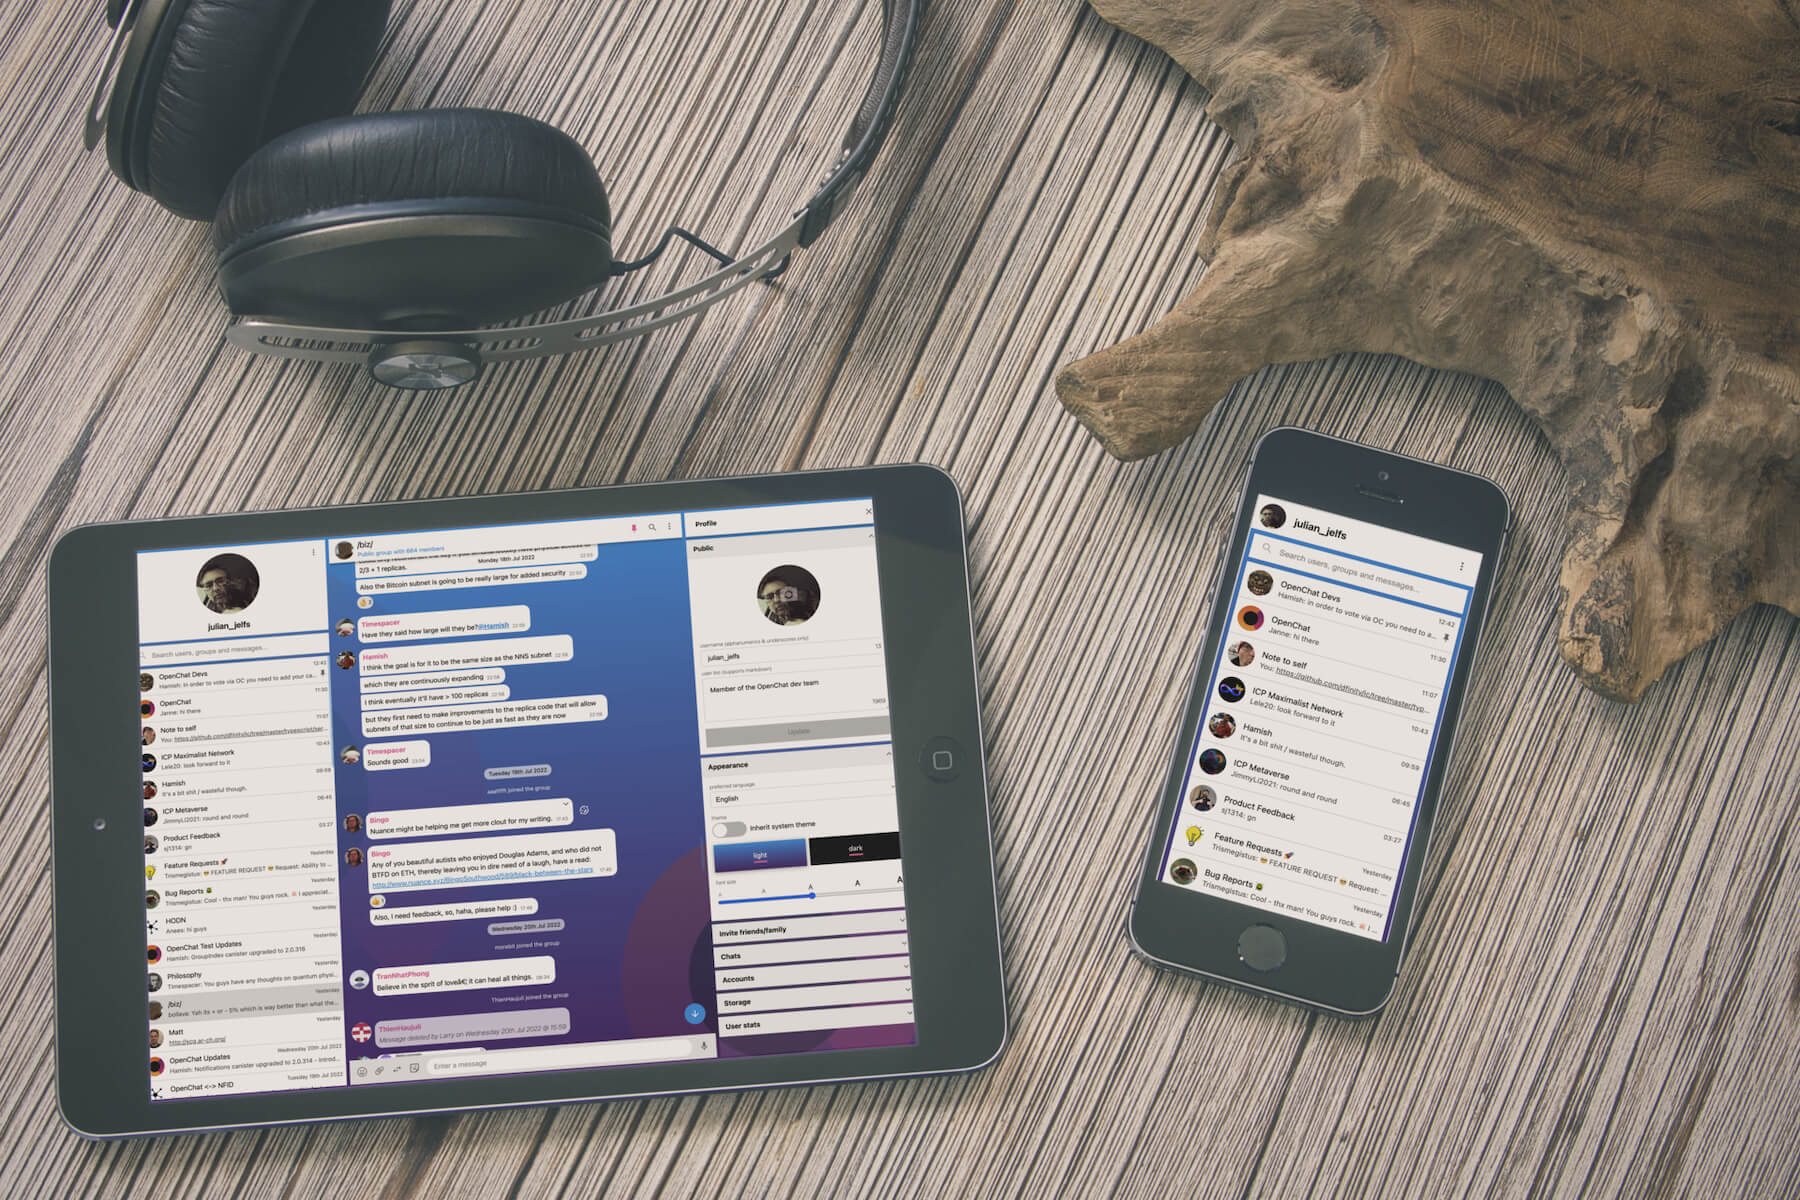 julian_jelfs
Search users, groups and messages...
12:42
OpenChat Devs
Hamish: in order to vote via OC you need to add your ca...
11:30
OpenChat
Janne: hi there
11:07
Note to self
You: https://github.com/dfinity/ic/tree/master/typescript/ser...
10:43
ICP Maximalist Network
Lele20: look forward to it
09:59
Hamish
It's a bit shit / wasteful though.
06:45
ICP Metaverse
JimmyLi2021: round and round
03:27
Product Feedback
sj1314: gn
Yesterday
Feature Requests 🚀
Trismegistus: 😎 FEATURE REQUEST 😎 Request: Ability to ...
Yesterday
Bug Reports
Trismegistus: Cool - thx man! You guys rock. I appreciat...
Yesterday
HODN
Anees: hi guys
Yesterday
OpenChat Test Updates
Hamish: GroupIndex canister upgraded to 2.0.316
Yesterday
Philosophy
Timespacer: You guys have any thoughts on quantum physi...
Yesterday
/biz/
bolieve: Yah its + or - 5% which is way better than what the...
Yesterday
Matt
Wednesday 20th Jul 2022
OpenChat Updates
Hamish: Notifications canister upgraded to 2.0.314 - Introd...
Tuesday 19th Jul 2022
OpenChat <-> NFID
/biz/
Public group with 664 members
Monday 18th Jul 2022
2/3 + 1 replicas.
22:55
Also the Bitcoin subnet is going to be really large for added security
👍 3
Timespacer
Have they said how large will they be?@Hamish
Hamish
I think the goal is for it to be the same size as the NNS subnet 22:58
which they are continuously expanding 22:58
I think eventually it'll have > 100 replicas 22:58
but they first need to make improvements to the replica code that will allow
subnets of that size to continue to be just as fast as they are now
Timespacer
Sounds good 23:04
Tuesday 19th Jul 2022
joined the group
Bingo
Nuance might be helping me get more clout for my writing. 17:43
Bingo
Any of you beautiful autists who enjoyed Douglas Adams, and who did not
BTFD on ETH, thereby leaving you in dire need of a laugh, have a read:
http://www.nuance.xyz/BingoSouthwood/589/black-between-the-stars 17:45
👍 1
Also, I need feedback, so, haha, please help :) 17:46
Wednesday 20th Jul 2022
morebit joined the group
TranNhatPhong
Believe in the sprit of loveâ€¦ it can heal all things. 08:24
ThienHaujuii joined the group
ThienHaujuli
Message deleted by Larry on Wednesday 20th Jul 2022 @ 15:59
Enter a message
Profile
Public
username (alphanumerics & underscores only)
julian_jelfs
13
user bio (supports markdown)
Member of the OpenChat dev team
1969
Update
Appearance
preferred language
English
theme
Inherit system theme
light
dark
Font size
A A A A A
Invite friends/family
Chats
Accounts
Storage
User stats
julian_jelfs
Search users, groups and messages...
OpenChat Devs
12:42
Hamish: in order to vote via OC you need to a...
OpenChat
11:30
Janne: hi there
Note to self
11:07
You: https://github.com/dfinity/ic/tree/master/typ...
ICP Maximalist Network
10:43
Lele20: look forward to it
Hamish
09:59
It's a bit shit / wasteful though.
ICP Metaverse
06:45
JimmyLi2021: round and round
Product Feedback
03:27
sj1314: gn
Feature Requests 🚀
Yesterday
Trismegistus: 😎 FEATURE REQUEST 😎 Request: ...
Bug Reports
Yesterday
Trismegistus: Cool - thx man! You guys rock. I ...